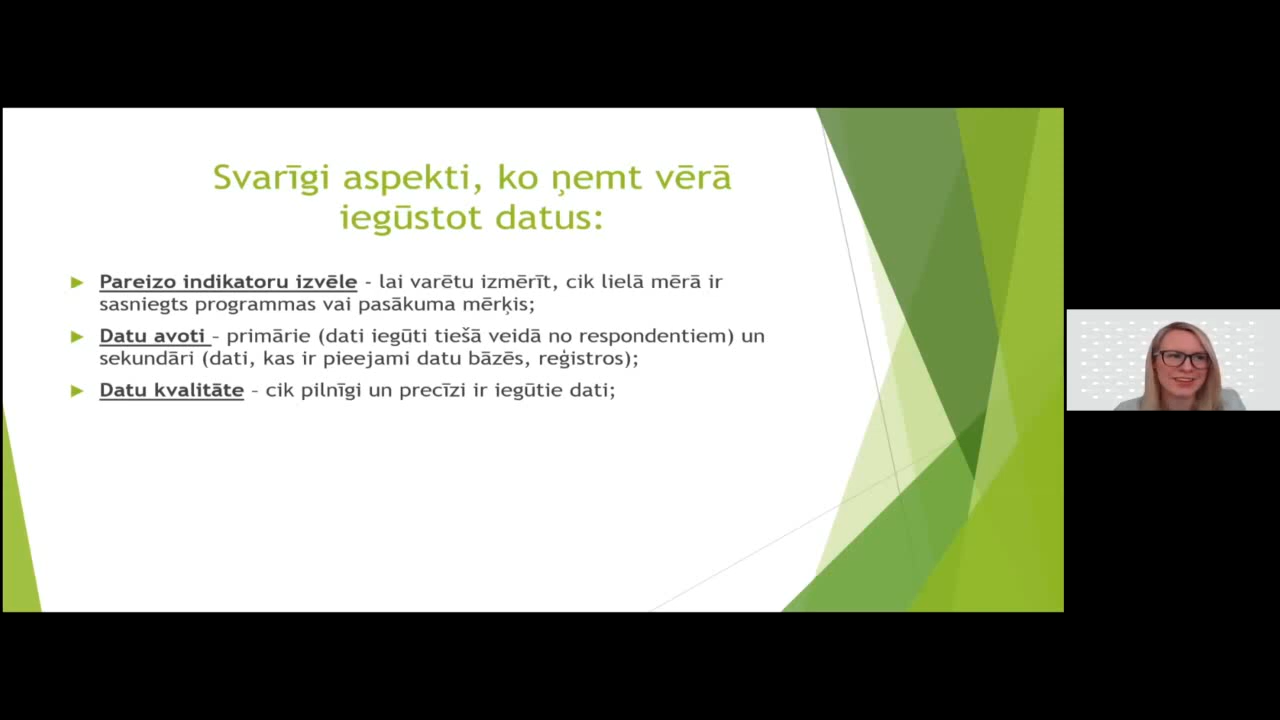 Svarīgi aspekti, ko ņemt vērā
iegūstot datus:
Pareizo indikatoru izvēle - lai varētu izmērīt, cik lielā mērā ir
sasniegts programmas vai pasākuma mērķis;
Datu avoti – primārie (dati iegūti tiešā veidā no respondentiem) un
sekundāri (dati, kas ir pieejami datu bāzēs, reģistros);
Datu kvalitāte – cik pilnīgi un precīzi ir iegūtie dati;